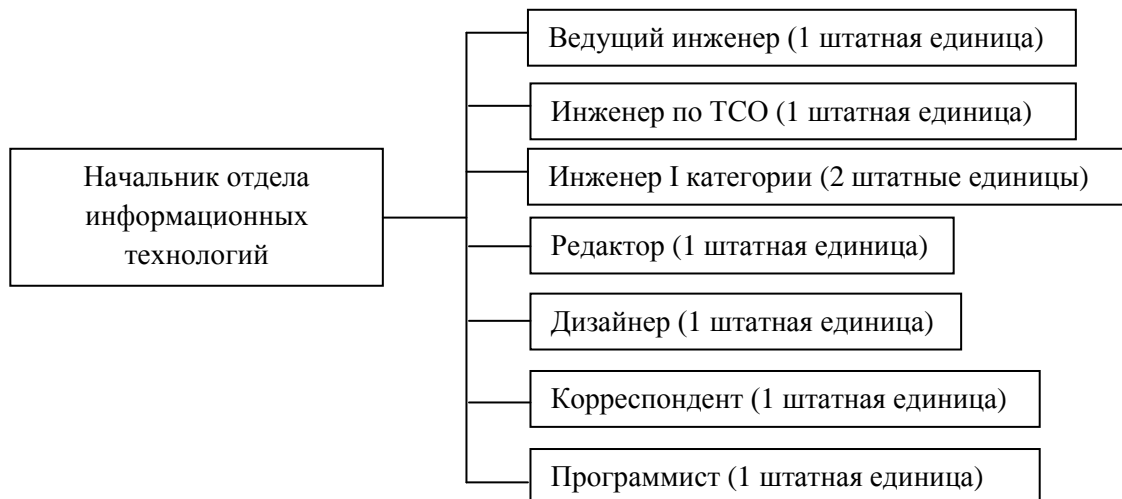 Ведущий инженер (1 штатная единица)
Инженер по ТСО (1 штатная единица)
Начальник отдела
информационных
технологий
Инженер I категории (2 штатные единицы)
Редактор (1 штатная единица)
Дизайнер (1 штатная единица)
Корреспондент (1 штатная единица)
Программист (1 штатная единица)